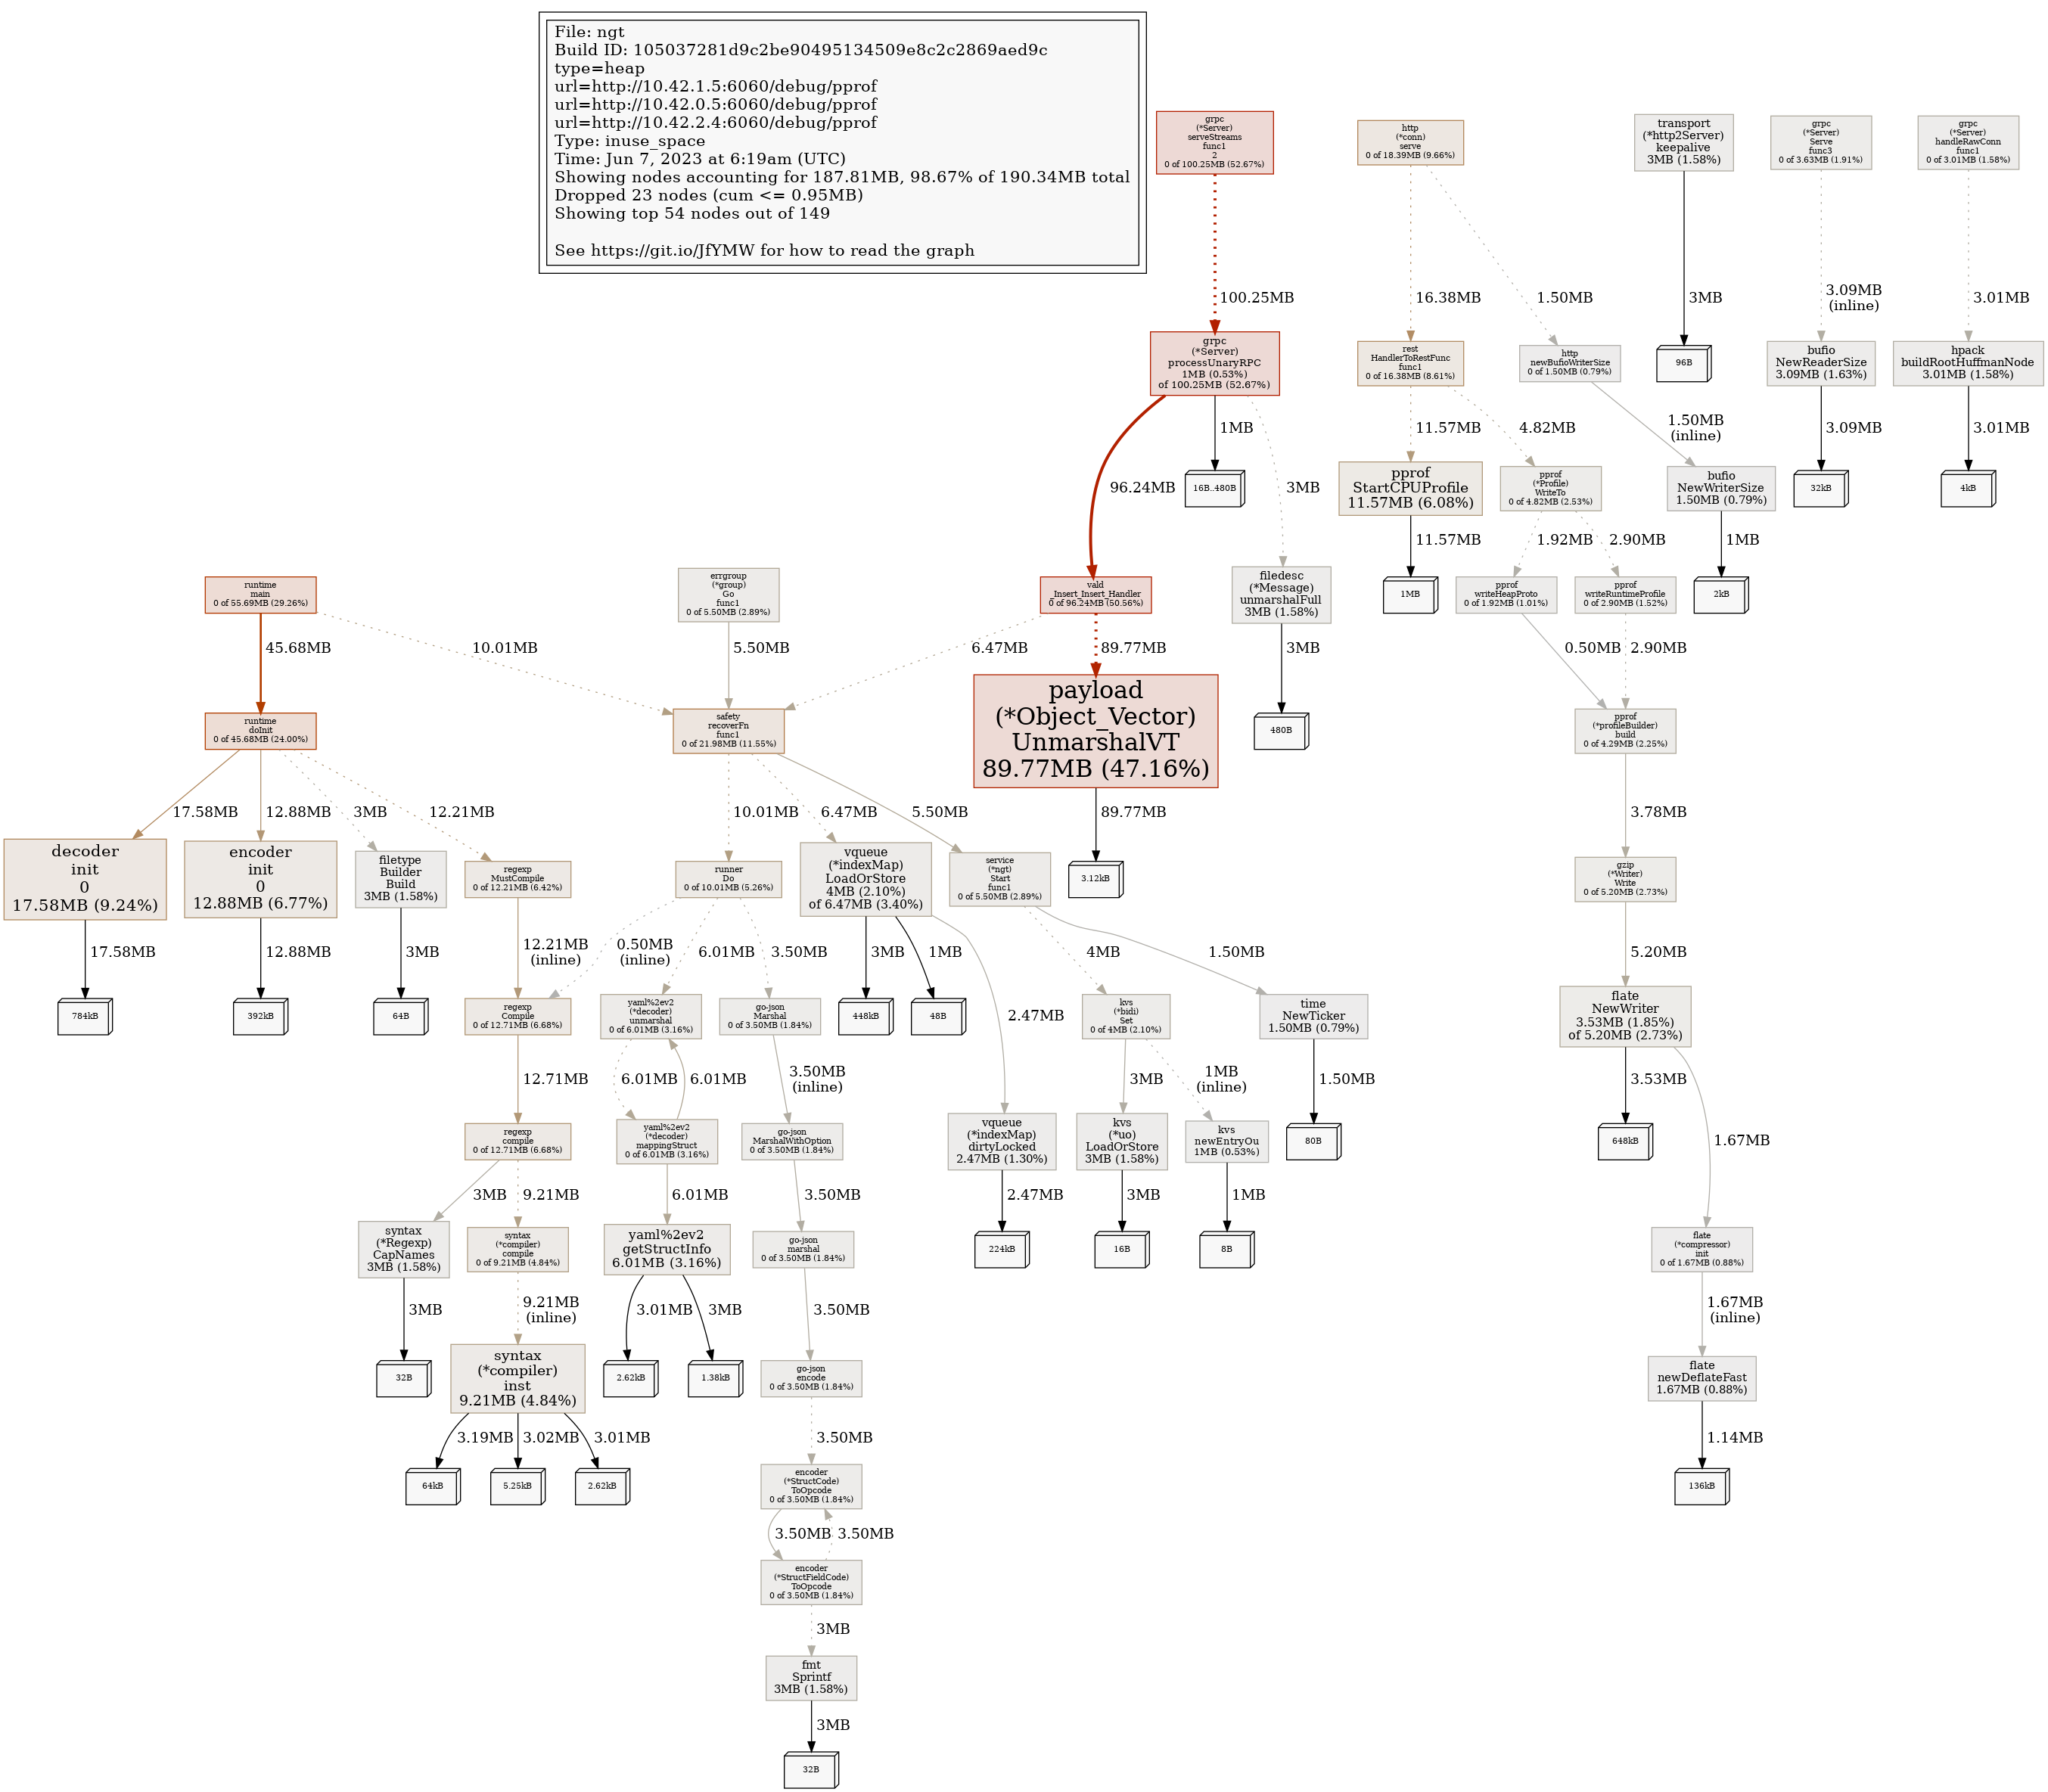 File: ngt
Build ID: 105037281d9c2be90495134509e8c2c2869aed9c
type=heap
url=http://10.42.1.5:6060/debug/pprof
url=http://10.42.0.5:6060/debug/pprof
url=http://10.42.2.4:6060/debug/pprof
Type: inuse_space
Time: Jun 7, 2023 at 6:19am (UTC)
Showing nodes accounting for 187.81MB, 98.67% of 190.34MB total
Dropped 23 nodes (cum <= 0.95MB)
Showing top 54 nodes out of 149
See https://git.io/JfYMW for how to read the graph
grpc
(*Server)
serveStreams
func1
2
0 of 100.25MB (52.67%)
http
(*conn)
serve
0 of 18.39MB (9.66%)
transport
(*http2Server)
keepalive
3MB (1.58%)
grpc
(*Server)
Serve
func3
0 of 3.63MB (1.91%)
grpc
(*Server)
handleRawConn
func1
0 of 3.01MB (1.58%)
100.25MB
16.38MB
1.50MB
3MB
3.09MB
(inline)
3.01MB
grpc
(*Server)
processUnaryRPC
1MB (0.53%)
of 100.25MB (52.67%)
rest
HandlerToRestFunc
func1
0 of 16.38MB (8.61%)
http
newBufioWriterSize
0 of 1.50MB (0.79%)
96B
bufio
NewReaderSize
3.09MB (1.63%)
hpack
buildRootHuffmanNode
3.01MB (1.58%)
96.24MB
1MB
3MB
11.57MB
4.82MB
1.50MB
(inline)
3.09MB
3.01MB
16B..480B
pprof
StartCPUProfile
11.57MB (6.08%)
pprof
(*Profile)
WriteTo
0 of 4.82MB (2.53%)
bufio
NewWriterSize
1.50MB (0.79%)
32kB
4kB
11.57MB
1.92MB
2.90MB
1MB
runtime
main
0 of 55.69MB (29.26%)
errgroup
(*group)
Go
func1
0 of 5.50MB (2.89%)
vald
_Insert_Insert_Handler
0 of 96.24MB (50.56%)
filedesc
(*Message)
unmarshalFull
3MB (1.58%)
1MB
pprof
writeHeapProto
0 of 1.92MB (1.01%)
pprof
writeRuntimeProfile
0 of 2.90MB (1.52%)
2kB
45.68MB
10.01MB
5.50MB
6.47MB
89.77MB
3MB
0.50MB
2.90MB
runtime
doInit
0 of 45.68MB (24.00%)
safety
recoverFn
func1
0 of 21.98MB (11.55%)
payload
(*Object_Vector)
UnmarshalVT
89.77MB (47.16%)
480B
pprof
(*profileBuilder)
build
0 of 4.29MB (2.25%)
17.58MB
12.88MB
3MB
12.21MB
10.01MB
6.47MB
5.50MB
89.77MB
3.78MB
decoder
init
0
17.58MB (9.24%)
encoder
init
0
12.88MB (6.77%)
filetype
Builder
Build
3MB (1.58%)
regexp
MustCompile
0 of 12.21MB (6.42%)
runner
Do
0 of 10.01MB (5.26%)
vqueue
(*indexMap)
LoadOrStore
4MB (2.10%)
of 6.47MB (3.40%)
service
(*ngt)
Start
func1
0 of 5.50MB (2.89%)
3.12kB
gzip
(*Writer)
Write
0 of 5.20MB (2.73%)
17.58MB
12.88MB
3MB
12.21MB
(inline)
0.50MB
(inline)
6.01MB
3.50MB
3MB
1MB
2.47MB
4MB
1.50MB
5.20MB
784kB
392kB
64B
regexp
Compile
0 of 12.71MB (6.68%)
yaml%2ev2
(*decoder)
unmarshal
0 of 6.01MB (3.16%)
go-json
Marshal
0 of 3.50MB (1.84%)
448kB
48B
kvs
(*bidi)
Set
0 of 4MB (2.10%)
time
NewTicker
1.50MB (0.79%)
flate
NewWriter
3.53MB (1.85%)
of 5.20MB (2.73%)
12.71MB
6.01MB
6.01MB
3.50MB
(inline)
3MB
1MB
(inline)
1.50MB
3.53MB
1.67MB
regexp
compile
0 of 12.71MB (6.68%)
yaml%2ev2
(*decoder)
mappingStruct
0 of 6.01MB (3.16%)
go-json
MarshalWithOption
0 of 3.50MB (1.84%)
vqueue
(*indexMap)
dirtyLocked
2.47MB (1.30%)
kvs
(*uo)
LoadOrStore
3MB (1.58%)
kvs
newEntryOu
1MB (0.53%)
80B
648kB
3MB
9.21MB
6.01MB
3.50MB
2.47MB
3MB
1MB
syntax
(*Regexp)
CapNames
3MB (1.58%)
syntax
(*compiler)
compile
0 of 9.21MB (4.84%)
yaml%2ev2
getStructInfo
6.01MB (3.16%)
go-json
marshal
0 of 3.50MB (1.84%)
224kB
16B
8B
flate
(*compressor)
init
0 of 1.67MB (0.88%)
3MB
9.21MB
(inline)
3.01MB
3MB
3.50MB
1.67MB
(inline)
32B
syntax
(*compiler)
inst
9.21MB (4.84%)
2.62kB
1.38kB
go-json
encode
0 of 3.50MB (1.84%)
flate
newDeflateFast
1.67MB (0.88%)
3.19MB
3.02MB
3.01MB
3.50MB
1.14MB
64kB
5.25kB
2.62kB
encoder
(*StructCode)
ToOpcode
0 of 3.50MB (1.84%)
136kB
3.50MB
3.50MB
encoder
(*StructFieldCode)
ToOpcode
0 of 3.50MB (1.84%)
3MB
fmt
Sprintf
3MB (1.58%)
3MB
32B